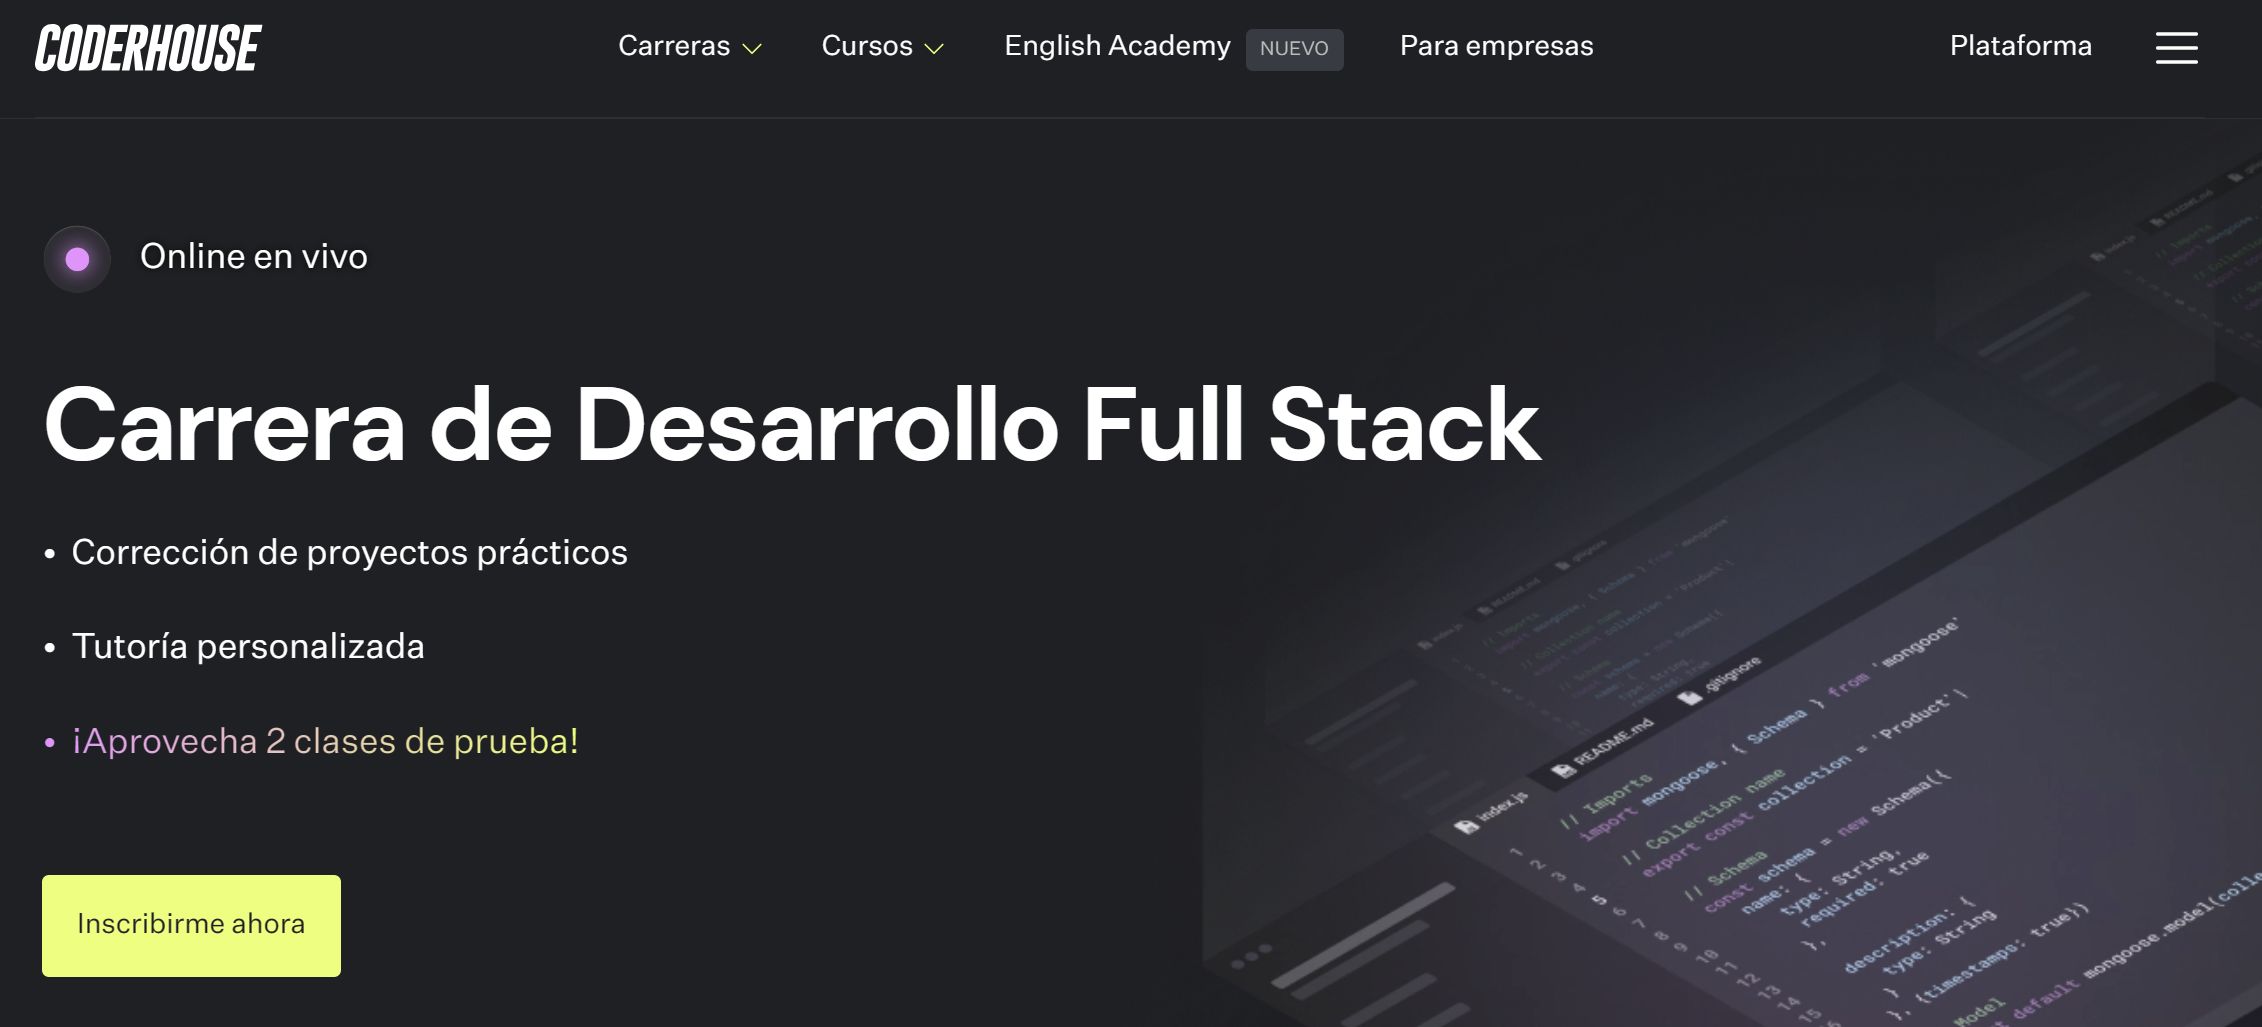 CODERHOUSE
Carreras
Cursos
English Academy
NUEVO
Para empresas
Plataforma
Online en vivo
Carrera de Desarrollo Full Stack
• Corrección de proyectos prácticos
• Tutoría personalizada
• ¡Aprovecha 2 clases de prueba!
Inscribirme ahora
index.js
README.md
.gitignore
1 // Imports
2 import mongoose, { Schema } from 'mongoose'
3 // Collection name
4 export const collection = 'Product'
5 // Schema
6 const schema = new Schema({
7 name: {
8 type: String,
9 required: true
10 },
11 description: {
12 type: String
13 }
14 }, {timestamps: true})
15 Model
default mongoose.model(